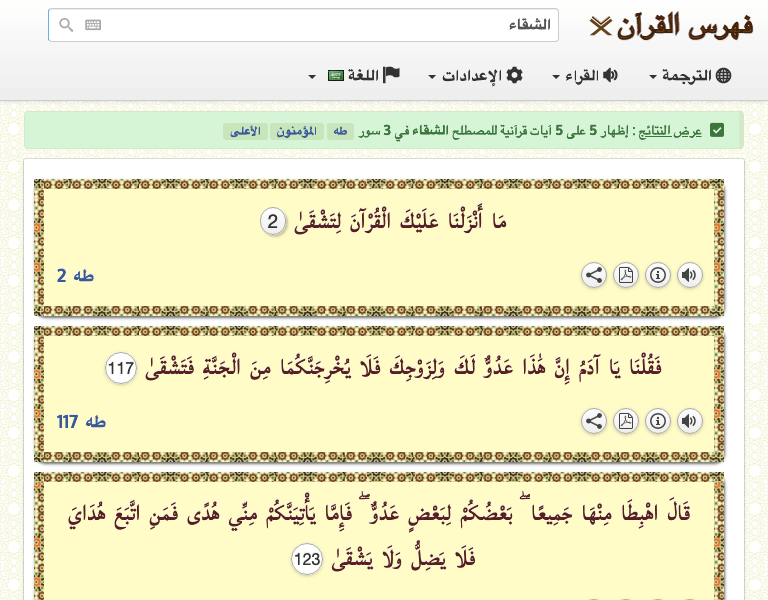 فهرس القرآن
الشقاء
الترجمة القراء الإعدادات اللغة
عرض النتائج : إظهار 5 على 5 آيات قرآنية للمصطلح الشقاء في 3 سور طه المؤمنون الأعلى
مَا أَنْزَلْنَا عَلَيْكَ الْقُرْآنَ لِتَشْقَىٰ 2
طه 2
فَقُلْنَا يَا آدَمُ إِنَّ هَٰذَا عَدُوٌّ لَكَ وَلِزَوْجِكَ فَلَا يُخْرِجَنَّكُمَا مِنَ الْجَنَّةِ فَتَشْقَىٰ 117
طه 117
قَالَ اهْبِطَا مِنْهَا جَمِيعًا ۖ بَعْضُكُمْ لِبَعْضٍ عَدُوٌّ ۖ فَإِمَّا يَأْتِيَنَّكُمْ مِنِّي هُدًى فَمَنِ اتَّبَعَ هُدَايَ
فَلَا يَضِلُّ وَلَا يَشْقَىٰ 123